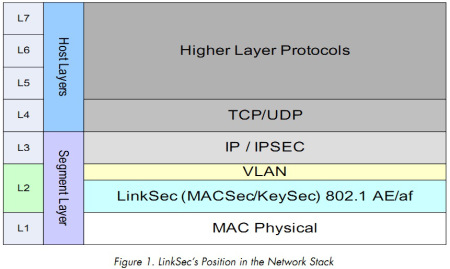 L7
Higher Layer Protocols
L6
L5
Host Layers
L4
TCP/UDP
L3
IP / IPSEC
Segment Layer
VLAN
L2
LinkSec (MACSec/KeySec) 802.1 AE/af
L1
MAC Physical
Figure 1. LinkSec's Position in the Network Stack